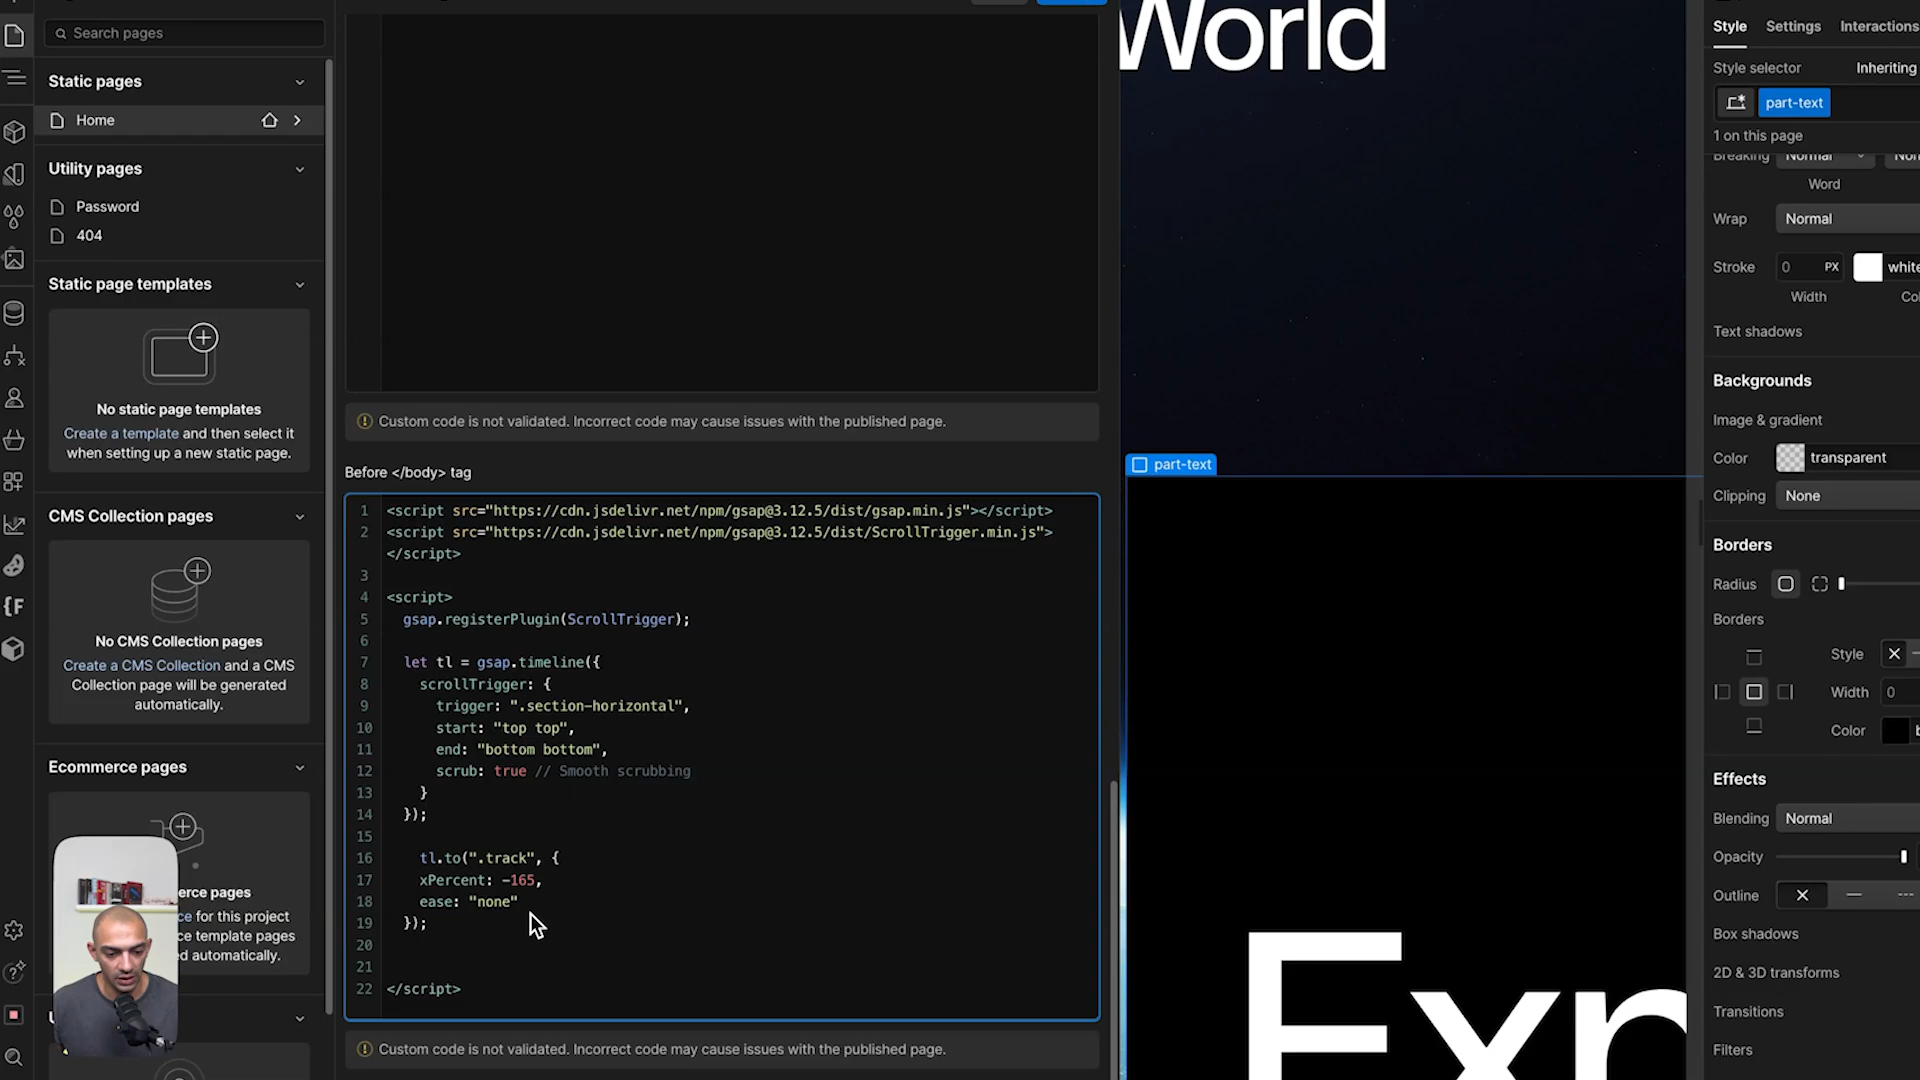 Search pages
Static pages
Home
Utility pages
Password
404
Static page templates
No static page templates
Create a template and then select it
when setting up a new static page.
CMS Collection pages
No CMS Collection pages
Create a CMS Collection and a CMS
Collection page will be generated
automatically.
Ecommerce pages
pages
for this project
template pages
automatically.
Custom code is not validated. Incorrect code may cause issues with the published page.
Before </body> tag
1 <script src="https://cdn.jsdelivr.net/npm/gsap@3.12.5/dist/gsap.min.js"></script>
2 <script src="https://cdn.jsdelivr.net/npm/gsap@3.12.5/dist/ScrollTrigger.min.js">
</script>
3
4 <script>
5 gsap.registerPlugin(ScrollTrigger);
6
7 let tl = gsap.timeline({
8 scrollTrigger: {
9 trigger: ".section-horizontal",
10 start: "top top",
11 end: "bottom bottom",
12 scrub: true // Smooth scrubbing
13 }
14 });
15
16 tl.to(".track", {
17 xPercent: -165,
18 ease: "none"
19 });
20
21
22 </script>
Custom code is not validated. Incorrect code may cause issues with the published page.
World
part-text
Exp
Style Settings Interactions
Style selector Inheriting
part-text
1 on this page
Breaking Normal
Word
Wrap Normal
Stroke 0 PX white
Width
Text shadows
Backgrounds
Image & gradient
Color transparent
Clipping None
Borders
Radius
Borders
Style
Width 0
Color
Effects
Blending Normal
Opacity
Outline
Box shadows
2D & 3D transforms
Transitions
Filters